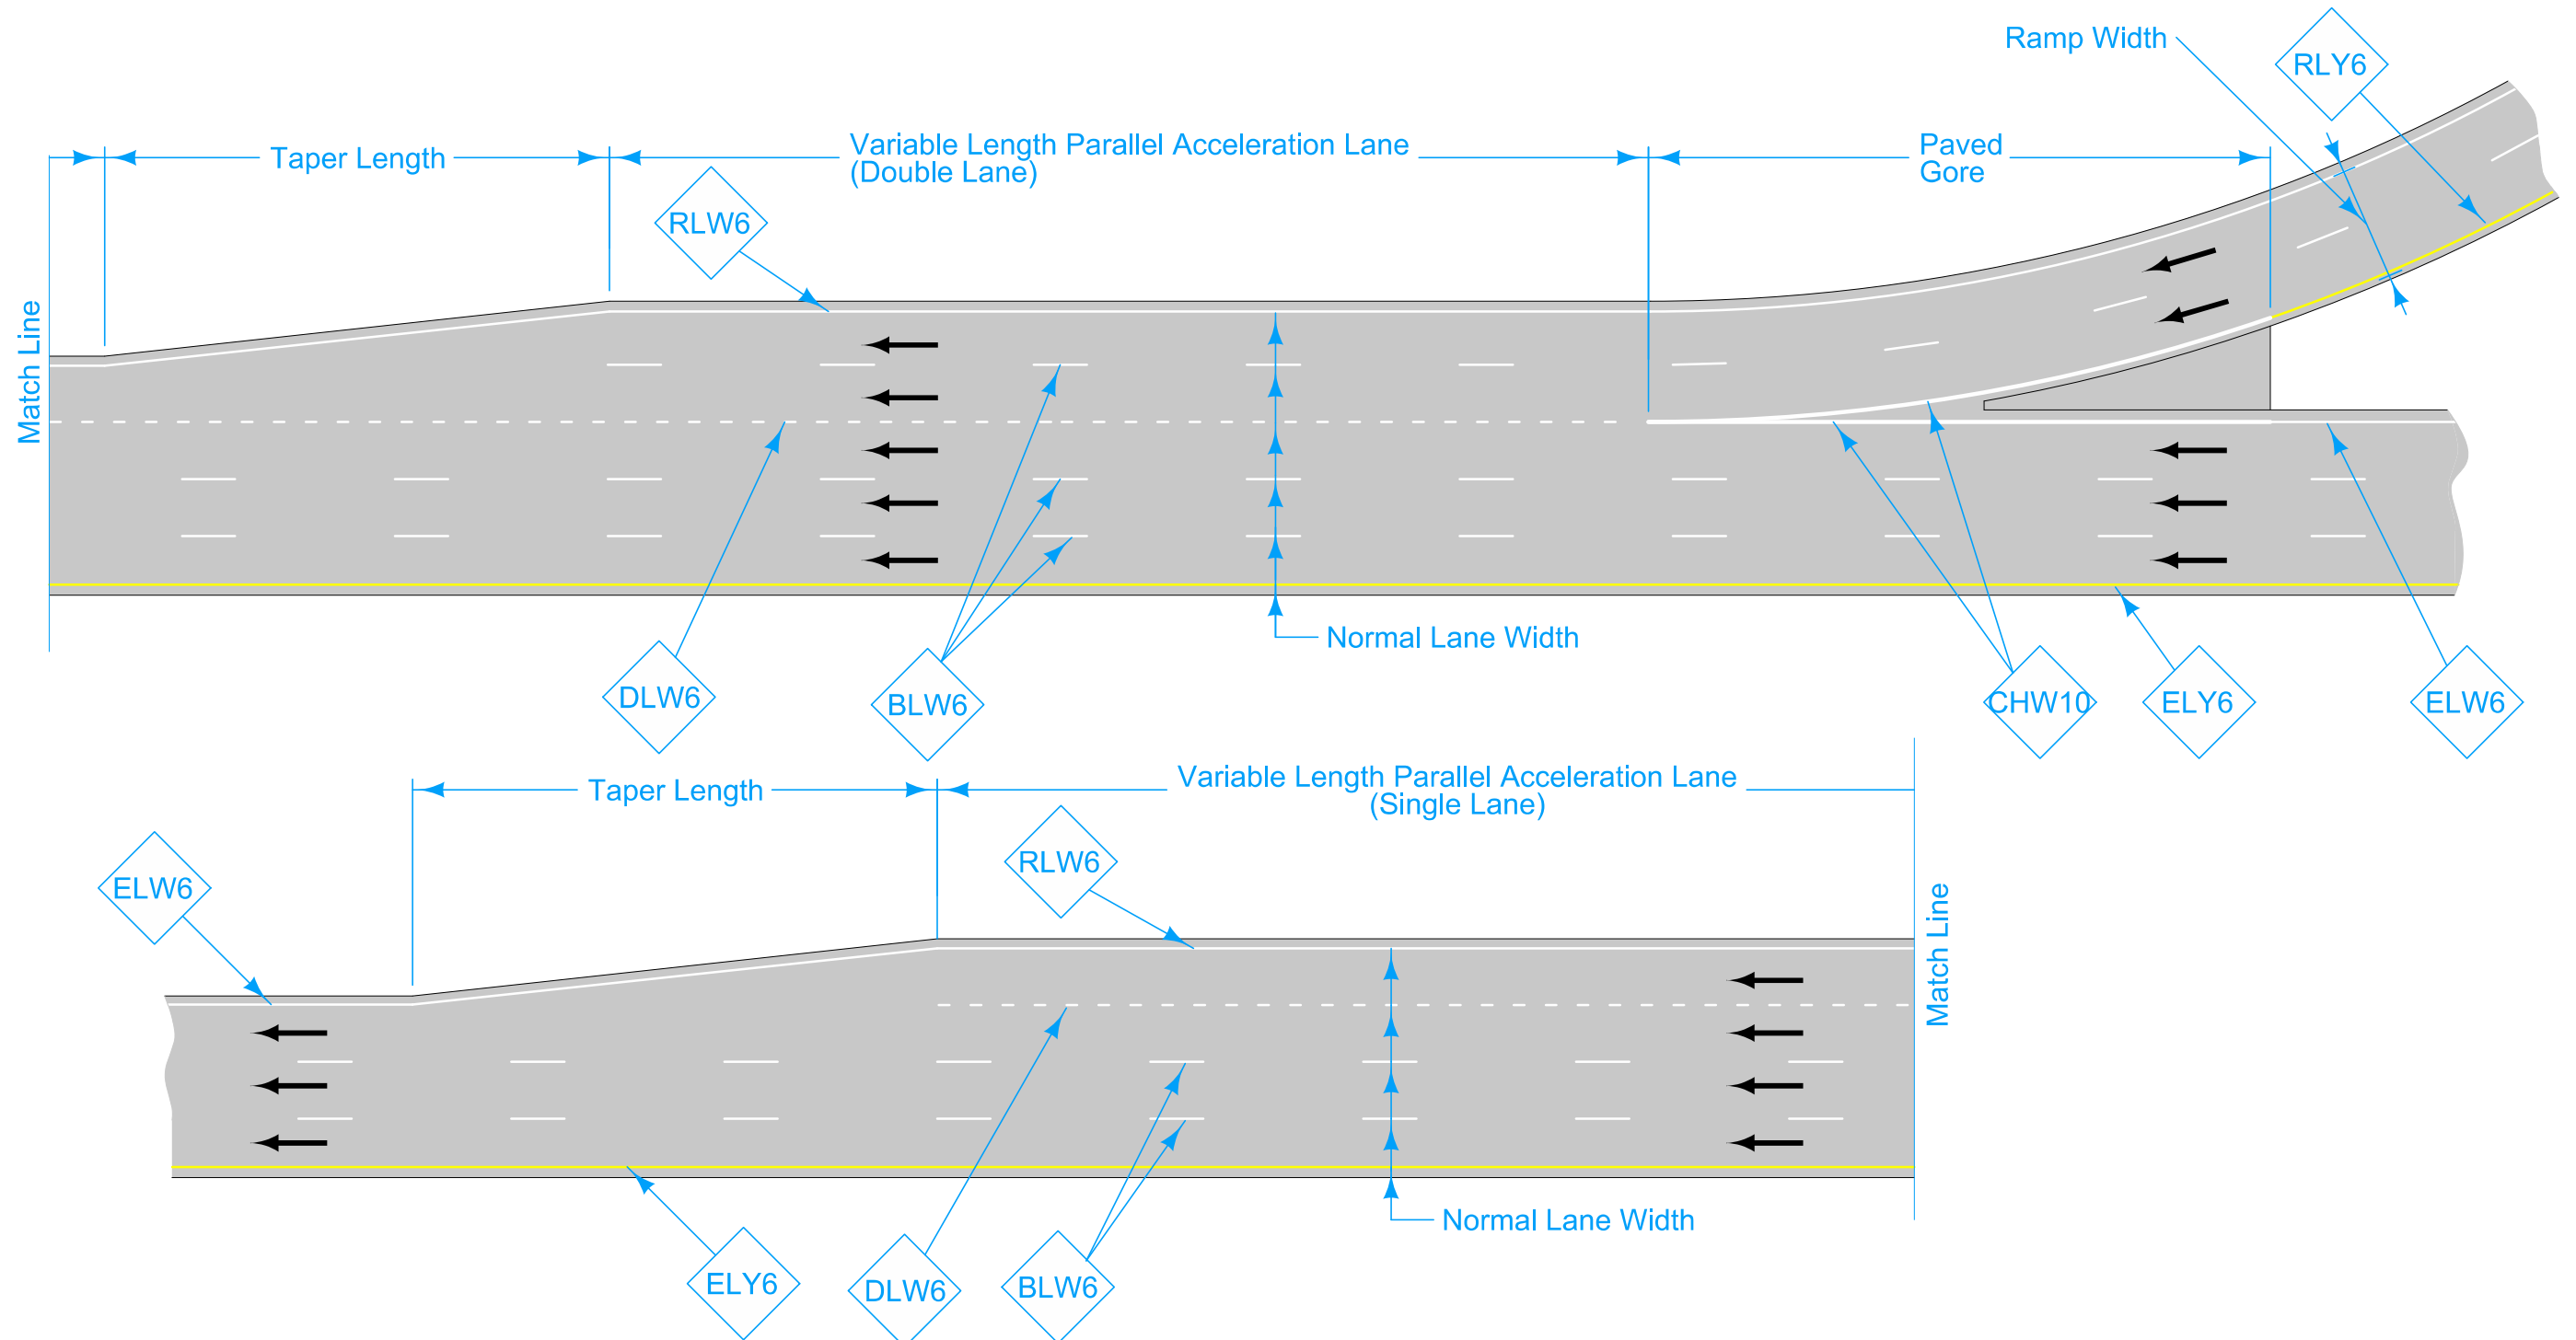 Ramp Width
RLY6
Taper Length
Variable Length Parallel Acceleration Lane
(Double Lane)
Paved
Gore
RLW6
Match Line
Normal Lane Width
DLW6
BLW6
CHW10
ELY6
ELW6
Taper Length
Variable Length Parallel Acceleration Lane
(Single Lane)
RLW6
ELW6
Match Line
Normal Lane Width
ELY6
DLW6
BLW6